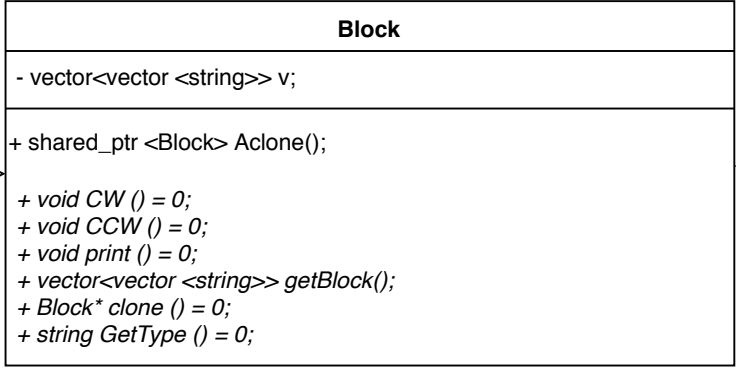 Block
- vector<vector <string>> v;
+ shared_ptr <Block> Aclone();
+ void CW () = 0;
+ void CCW () = 0;
+ void print () = 0;
+ vector<vector <string>> getBlock();
+ Block* clone () = 0;
+ string GetType () = 0;